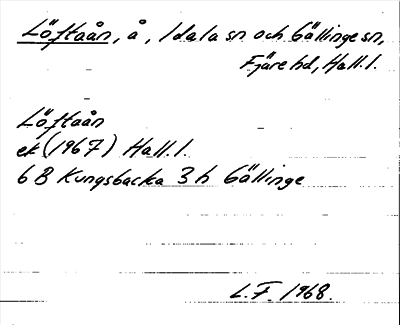 Löftaån, å, Idala sn och Gällinge sn,
Fjäre hd, Hall. l.
Löftaån
ek (1967) Hall. l.
6 B Kungsbacka 3 h Gällinge
L.F. 1968.